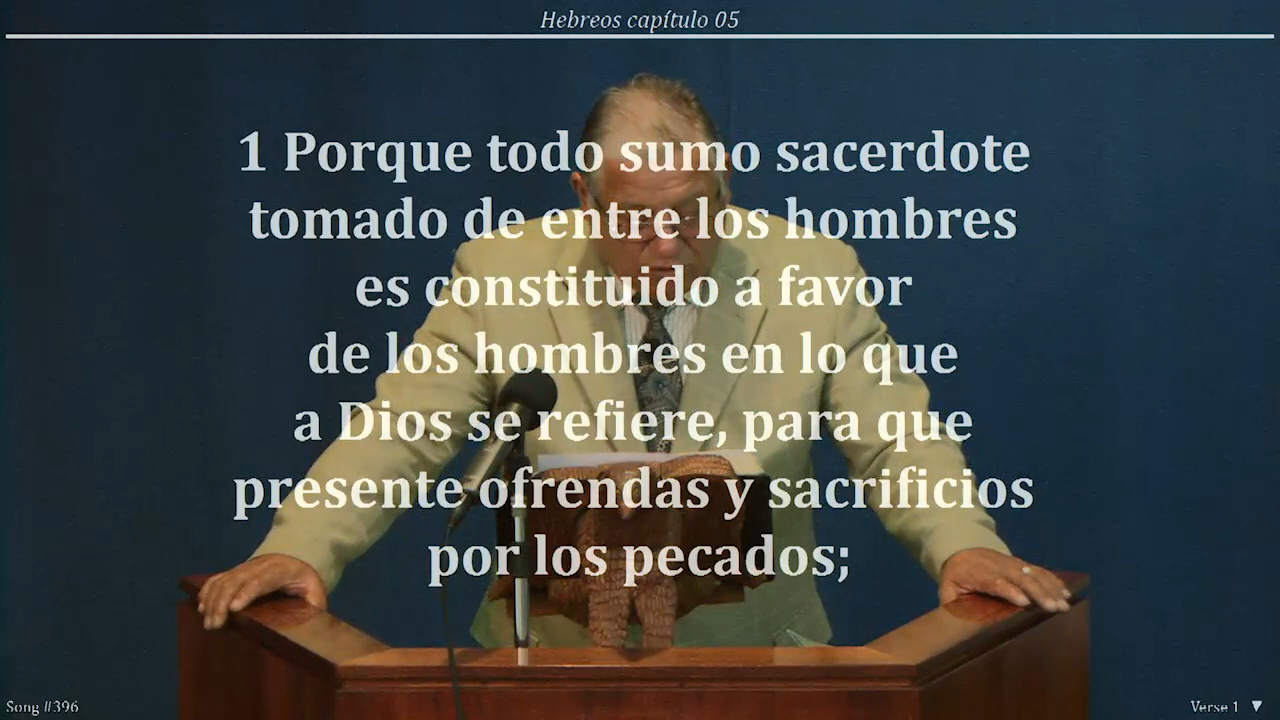 Hebreos capítulo 05
1 Porque todo sumo sacerdote
tomado de entre los hombres
es constituido a favor
de los hombres en lo que
a Dios se refiere, para que
presente ofrendas y sacrificios
por los pecados;
Song #396
Verse 1 ▼